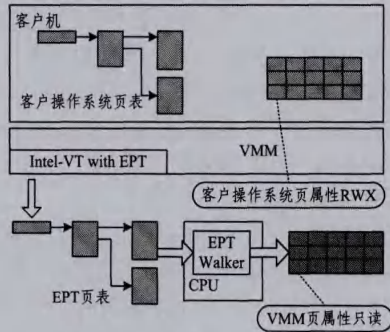 客户机
客户操作系统页表
VMM
Intel-VT with EPT
客户操作系统页属性RWX
EPT
Walker
CPU
EPT页表
VMM页属性只读